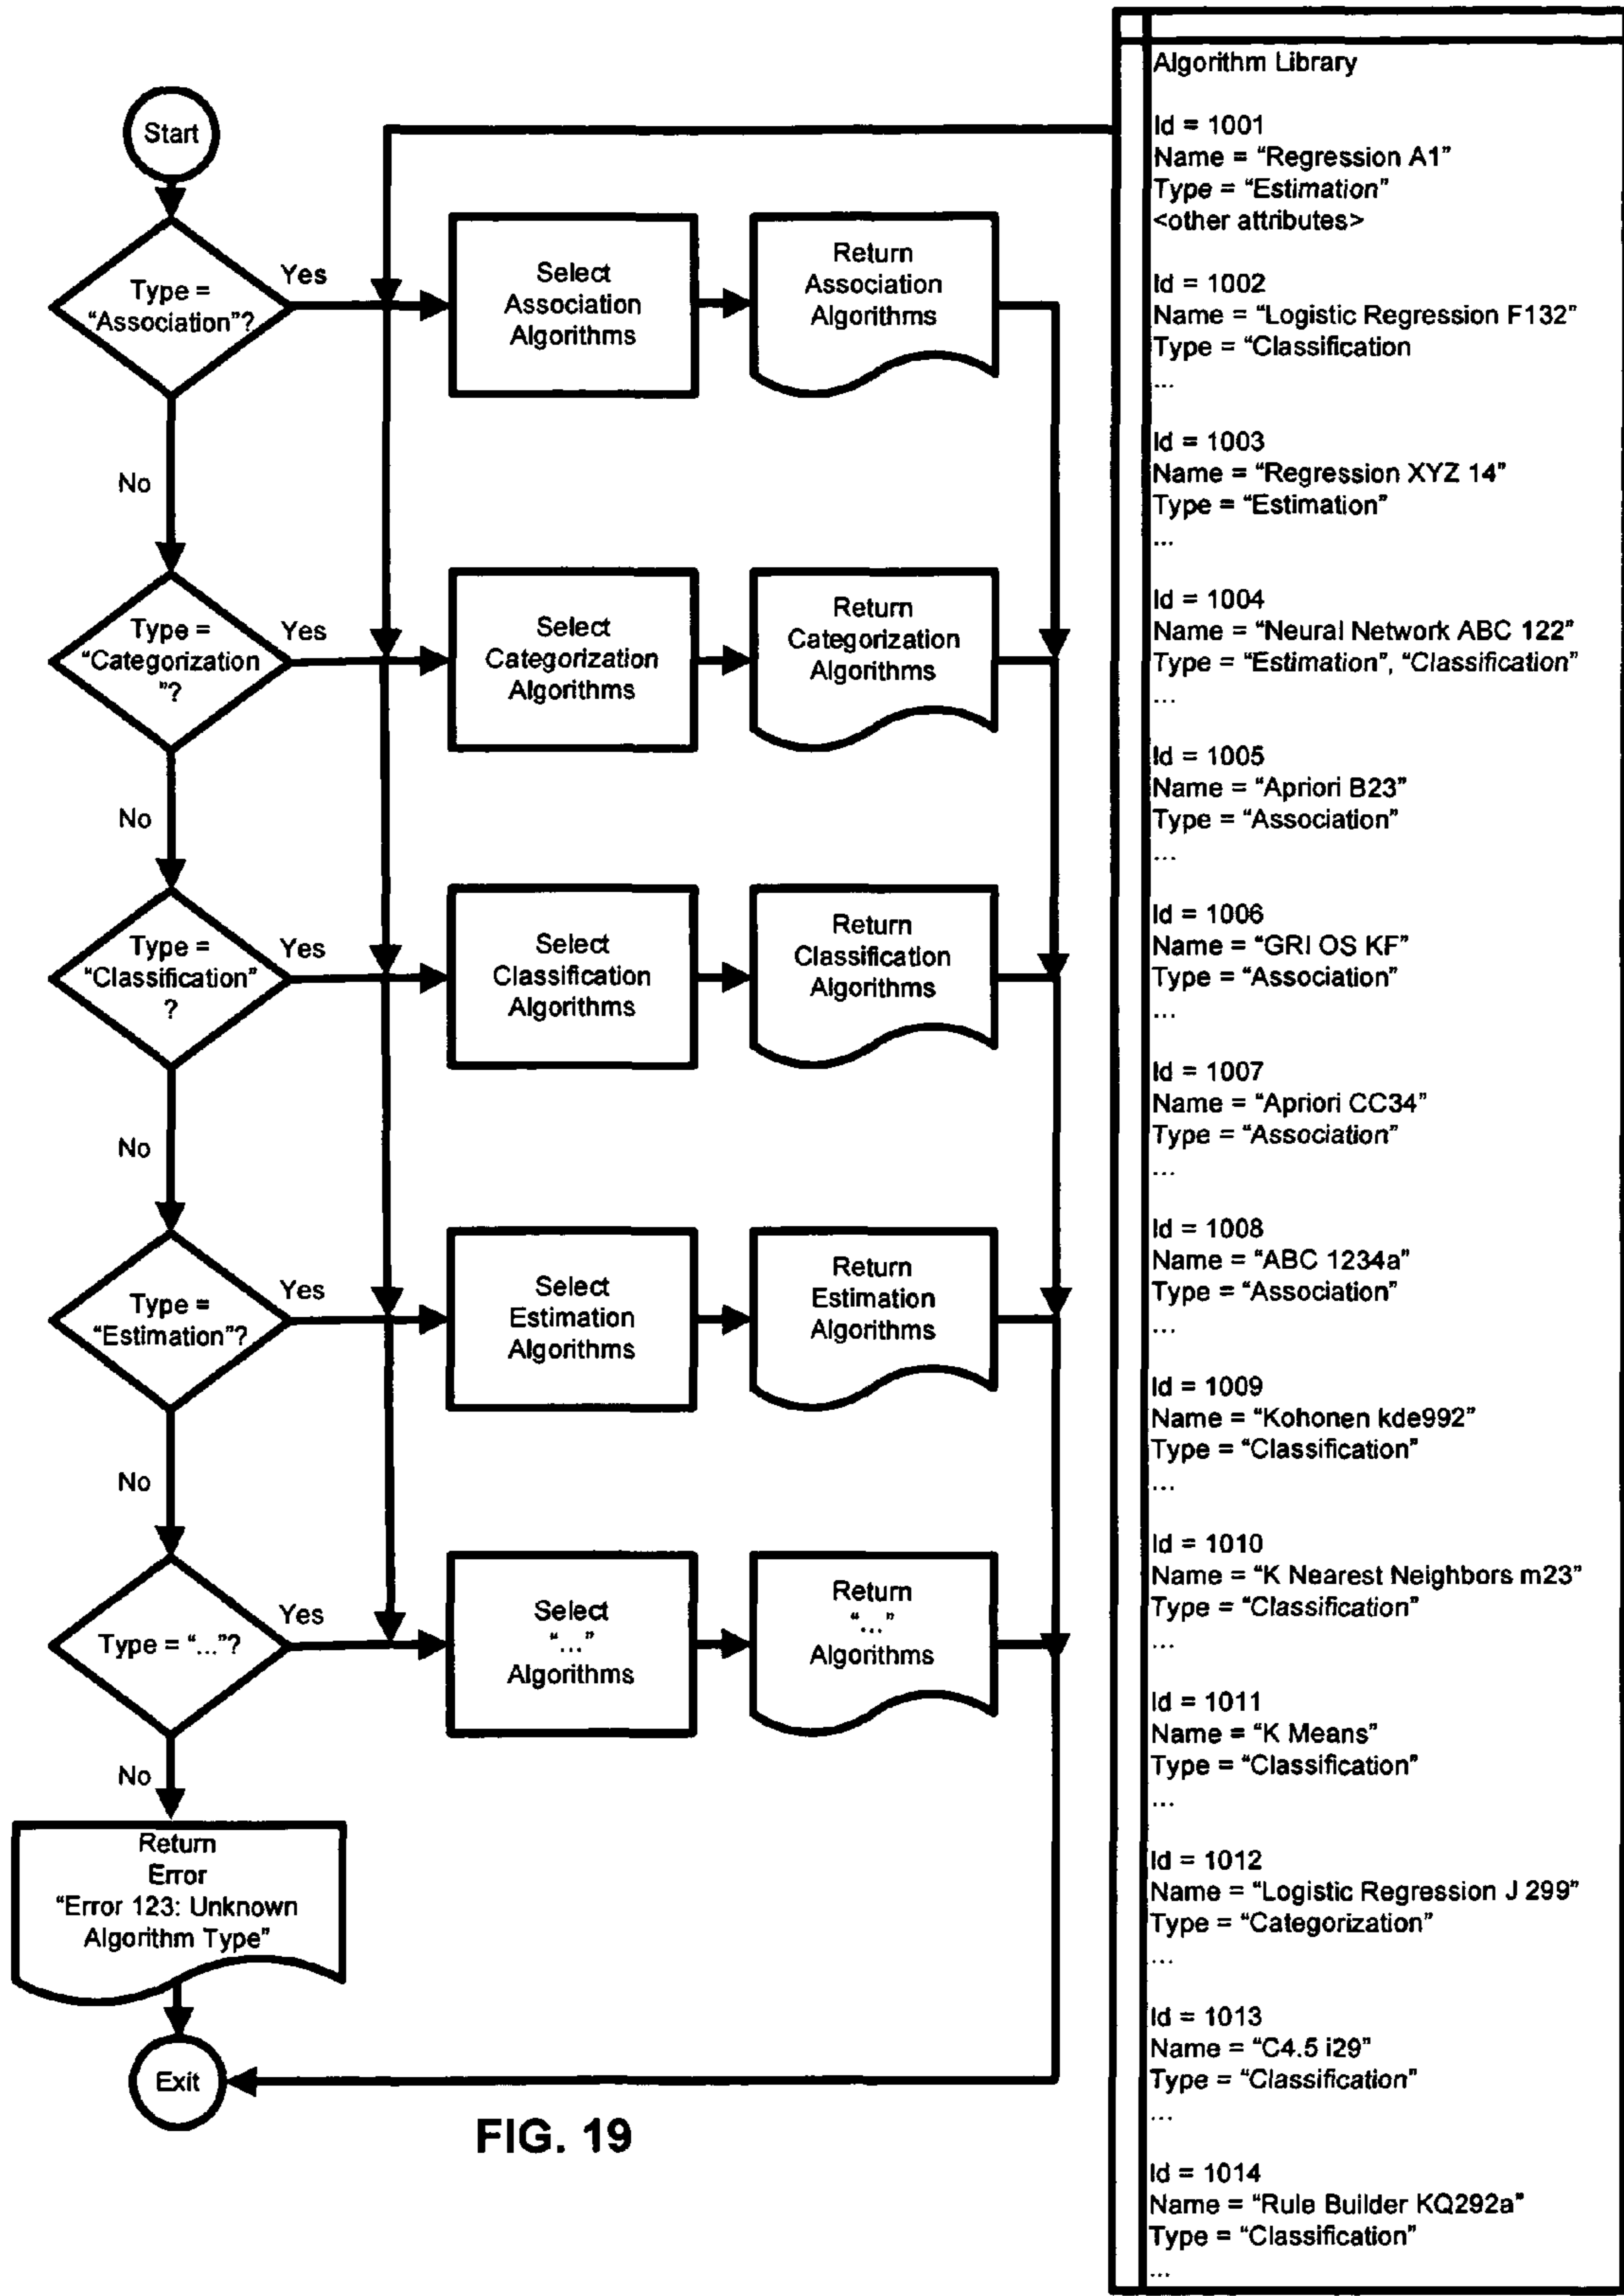 Start
Type =
“Association”?
Yes
Select
Association
Algorithms
Return
Association
Algorithms
No
Type =
“Categorization
”?
Yes
Select
Categorization
Algorithms
Return
Categorization
Algorithms
No
Type =
“Classification”
?
Yes
Select
Classification
Algorithms
Return
Classification
Algorithms
No
Type =
“Estimation”?
Yes
Select
Estimation
Algorithms
Return
Estimation
Algorithms
No
Type = “...”?
Yes
Select
“...”
Algorithms
Return
“...”
Algorithms
No
Return
Error
“Error 123: Unknown
Algorithm Type”
Exit
FIG. 19
Algorithm Library
Id = 1001
Name = “Regression A1”
Type = “Estimation”
<other attributes>
Id = 1002
Name = “Logistic Regression F132”
Type = “Classification
...
Id = 1003
Name = “Regression XYZ 14”
Type = “Estimation”
...
Id = 1004
Name = “Neural Network ABC 122”
Type = “Estimation”, “Classification”
...
Id = 1005
Name = “Apriori B23”
Type = “Association”
...
Id = 1006
Name = “GRI OS KF”
Type = “Association”
...
Id = 1007
Name = “Apriori CC34”
Type = “Association”
...
Id = 1008
Name = “ABC 1234a”
Type = “Association”
...
Id = 1009
Name = “Kohonen kde992”
Type = “Classification”
...
Id = 1010
Name = “K Nearest Neighbors m23”
Type = “Classification”
...
Id = 1011
Name = “K Means”
Type = “Classification”
...
Id = 1012
Name = “Logistic Regression J 299”
Type = “Categorization”
...
Id = 1013
Name = “C4.5 i29”
Type = “Classification”
...
Id = 1014
Name = “Rule Builder KQ292a”
Type = “Classification”
...